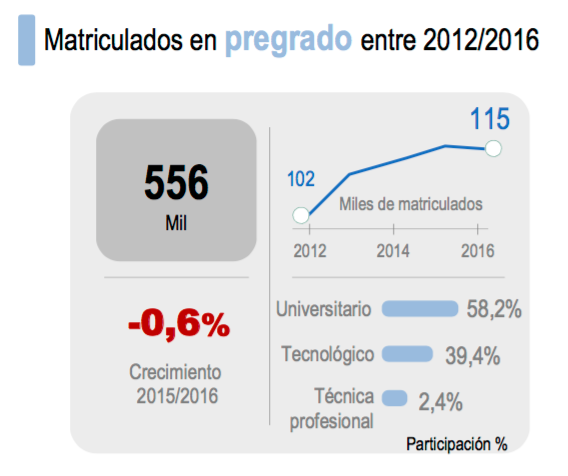 Matriculados en pregrado entre 2012/2016
556
Mil
-0,6%
Crecimiento
2015/2016
115
102
Miles de matriculados
2012 2014 2016
Universitario 58,2%
Tecnológico 39,4%
Técnica
profesional 2,4%
Participación %